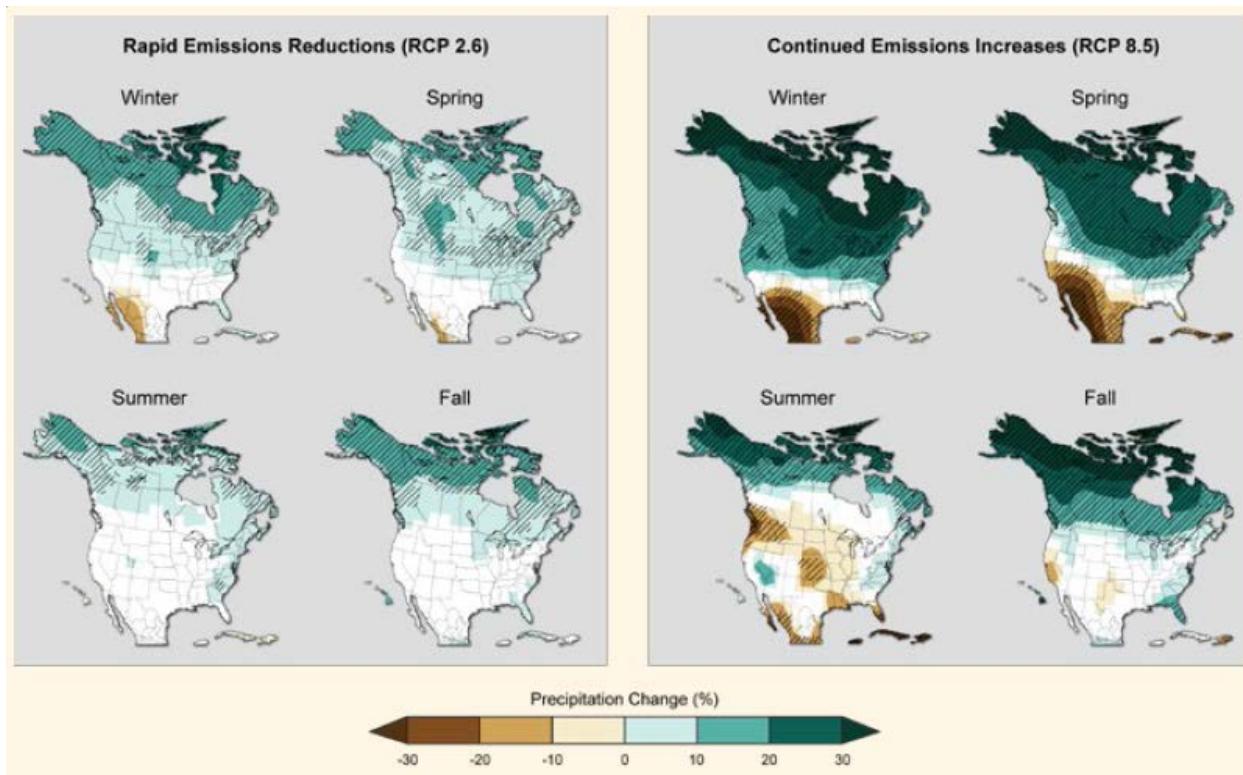 Rapid Emissions Reductions (RCP 2.6)
Winter
Spring
Summer
Fall
Continued Emissions Increases (RCP 8.5)
Winter
Spring
Summer
Fall
Precipitation Change (%)
-30 -20 -10 0 10 20 30